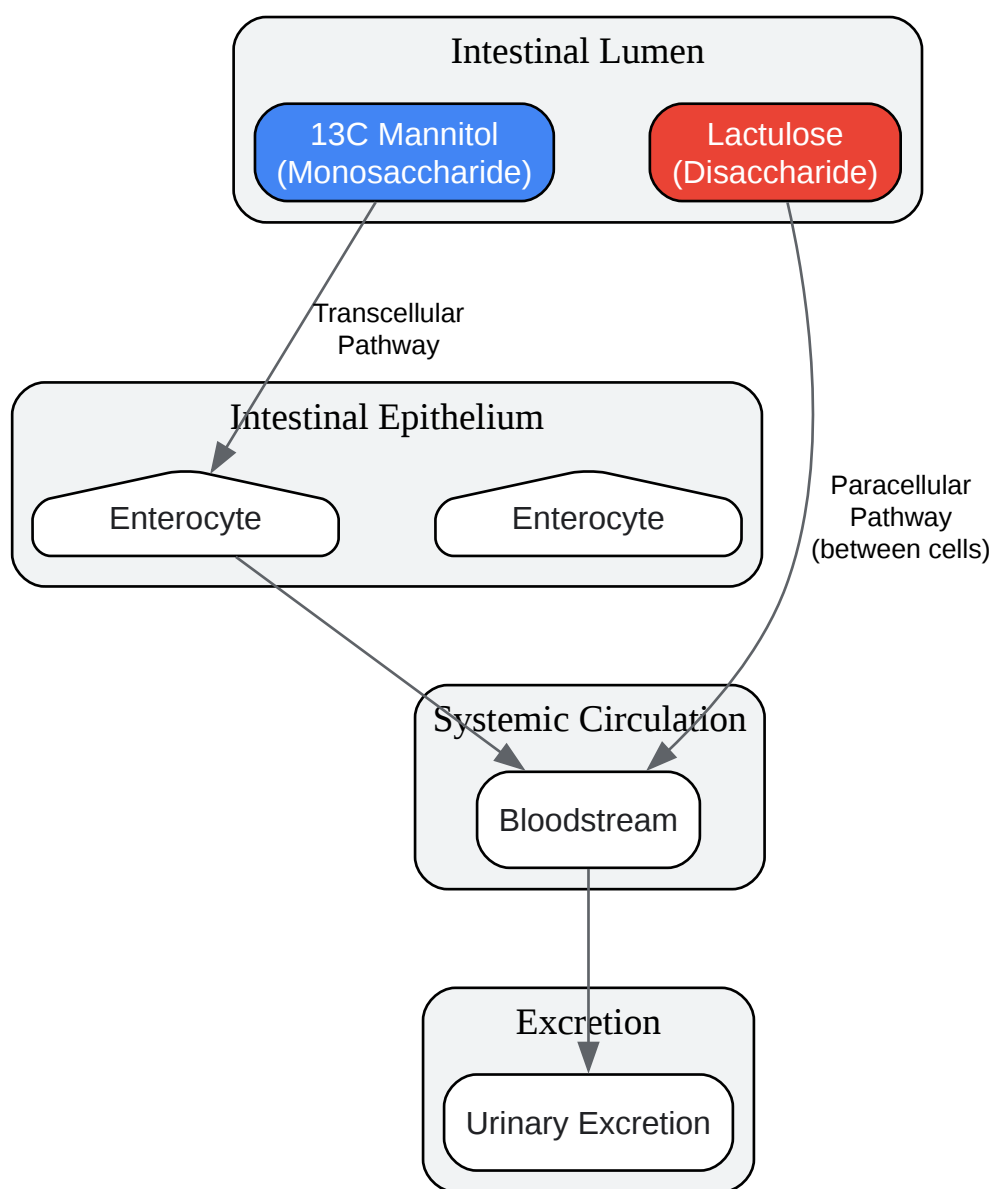 Intestinal Lumen
13C Mannitol
(Monosaccharide)
Lactulose
(Disaccharide)
Transcellular
Pathway
Intestinal Epithelium
Enterocyte
Enterocyte
Paracellular
Pathway
(between cells)
Systemic Circulation
Bloodstream
Excretion
Urinary Excretion